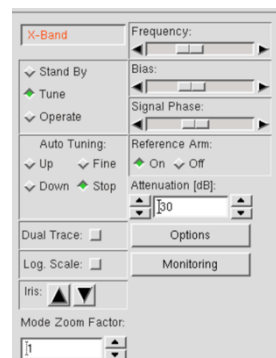 X-Band
Frequency:
Bias:
Signal Phase:
Stand By
Tune
Operate
Auto Tuning:
Up Fine
Down Stop
Reference Arm:
On Off
Attenuation [dB]:
30
Dual Trace:
Options
Log. Scale:
Monitoring
Iris:
Mode Zoom Factor:
1